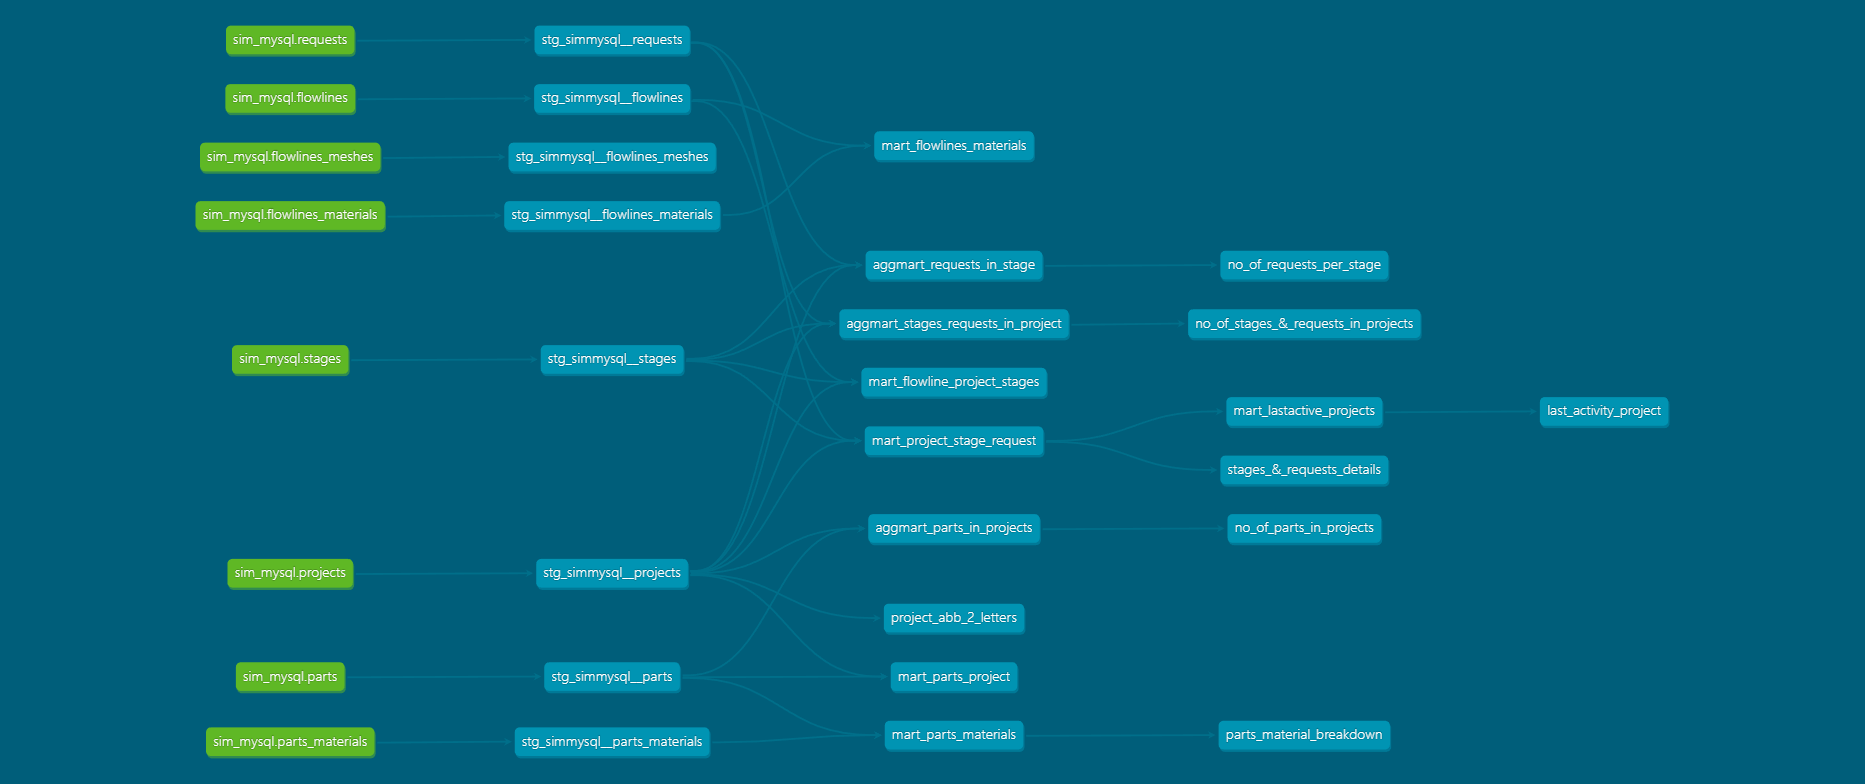 sim_mysql.requests
stg_simmysql__requests
sim_mysql.flowlines
stg_simmysql__flowlines
sim_mysql.flowlines_meshes
stg_simmysql__flowlines_meshes
mart_flowlines_materials
sim_mysql.flowlines_materials
stg_simmysql__flowlines_materials
aggmart_requests_in_stage
no_of_requests_per_stage
aggmart_stages_requests_in_project
no_of_stages_&_requests_in_projects
sim_mysql.stages
stg_simmysql__stages
mart_flowline_project_stages
mart_lastactive_projects
last_activity_project
mart_project_stage_request
stages_&_requests_details
aggmart_parts_in_projects
no_of_parts_in_projects
sim_mysql.projects
stg_simmysql__projects
project_abb_2_letters
sim_mysql.parts
stg_simmysql__parts
mart_parts_project
sim_mysql.parts_materials
stg_simmysql__parts_materials
mart_parts_materials
parts_material_breakdown